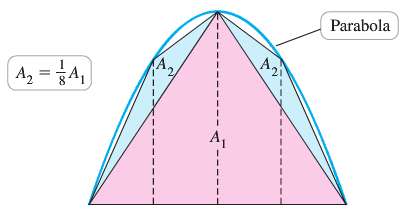 Parabola
A₂ = 1/8 A₁
A₂ A₂
A₁